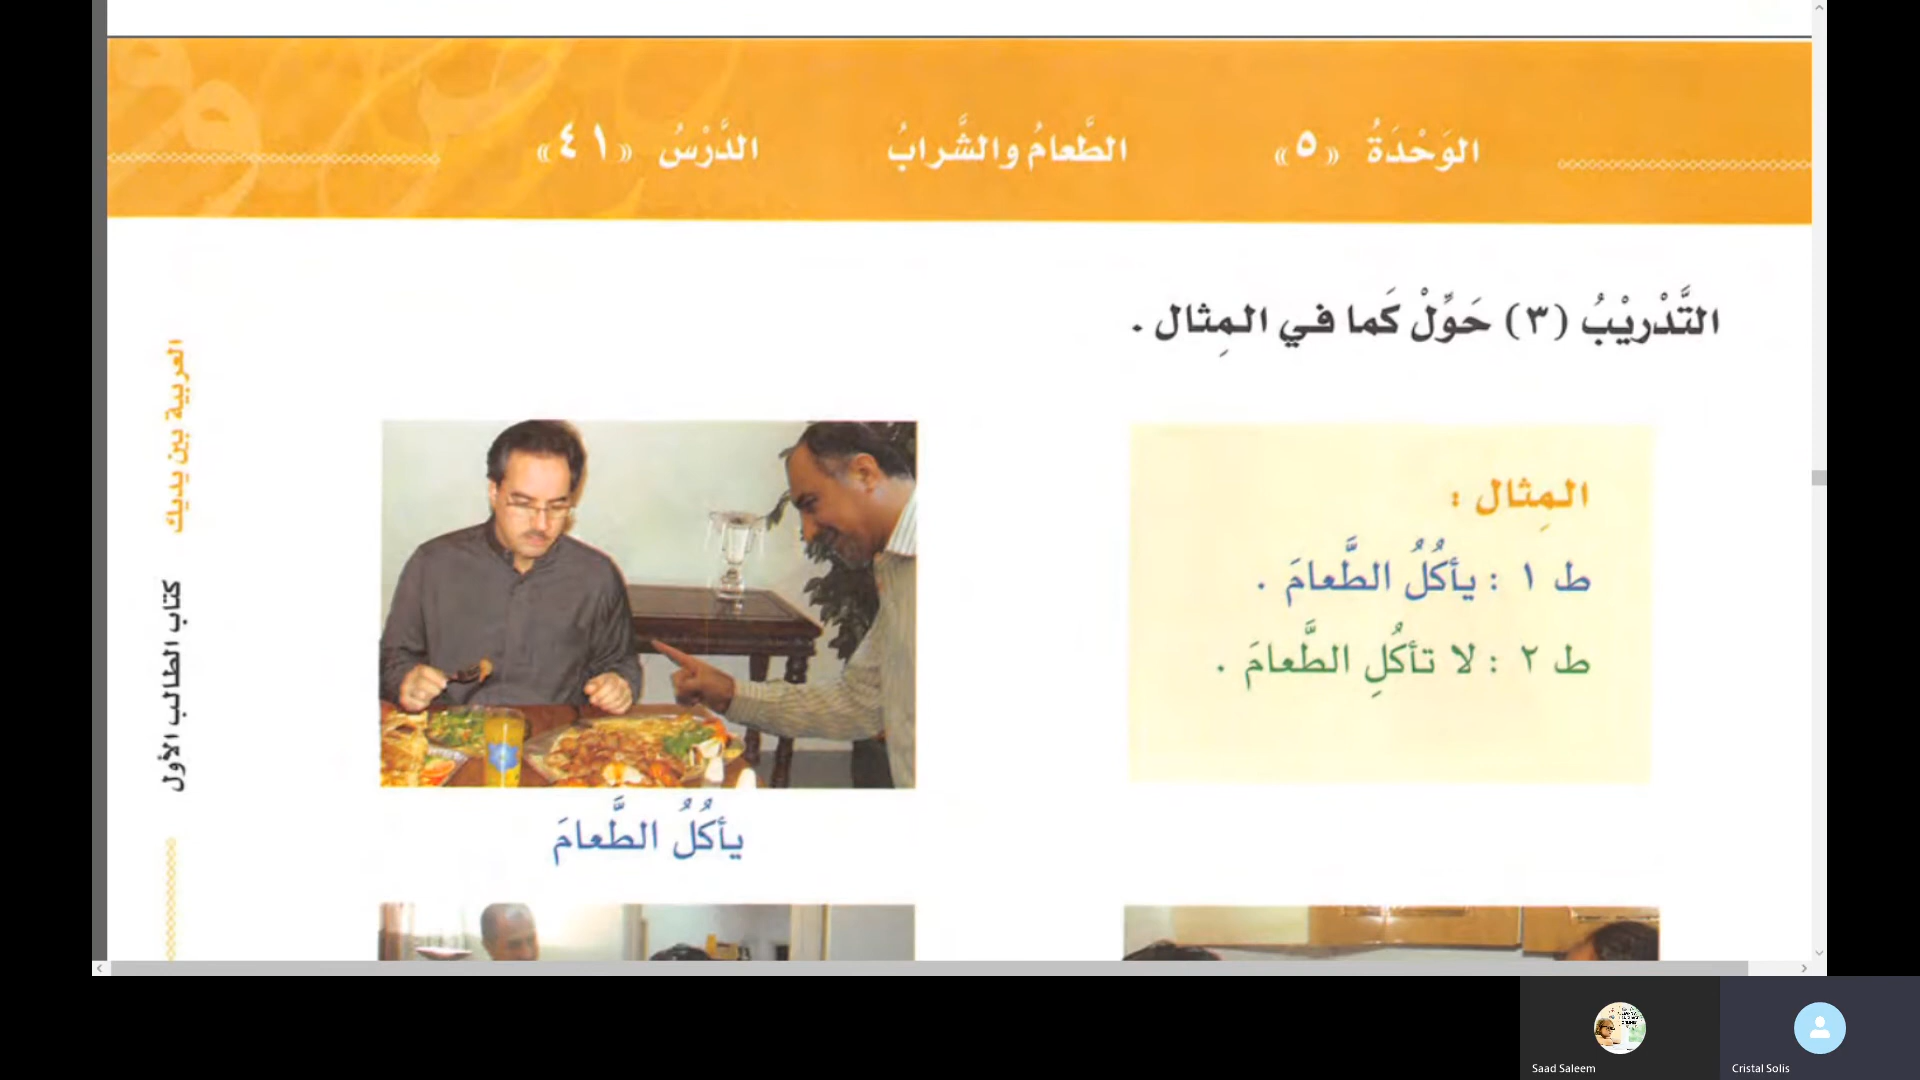 الوَحْدَةُ «٥» الطَّعامُ والشَّرابُ الدَّرْسُ «٤١»
التَّدْرِيْبُ (٣) حَوِّلْ كَما في المِثال .
المِثال :
ط ١ : يأكُلُ الطَّعامَ .
ط ٢ : لا تأكُلِ الطَّعامَ .
يأكُلُ الطَّعامَ
العربية بين يديك
كتاب الطالب الأول
Saad Saleem
Cristal Solis